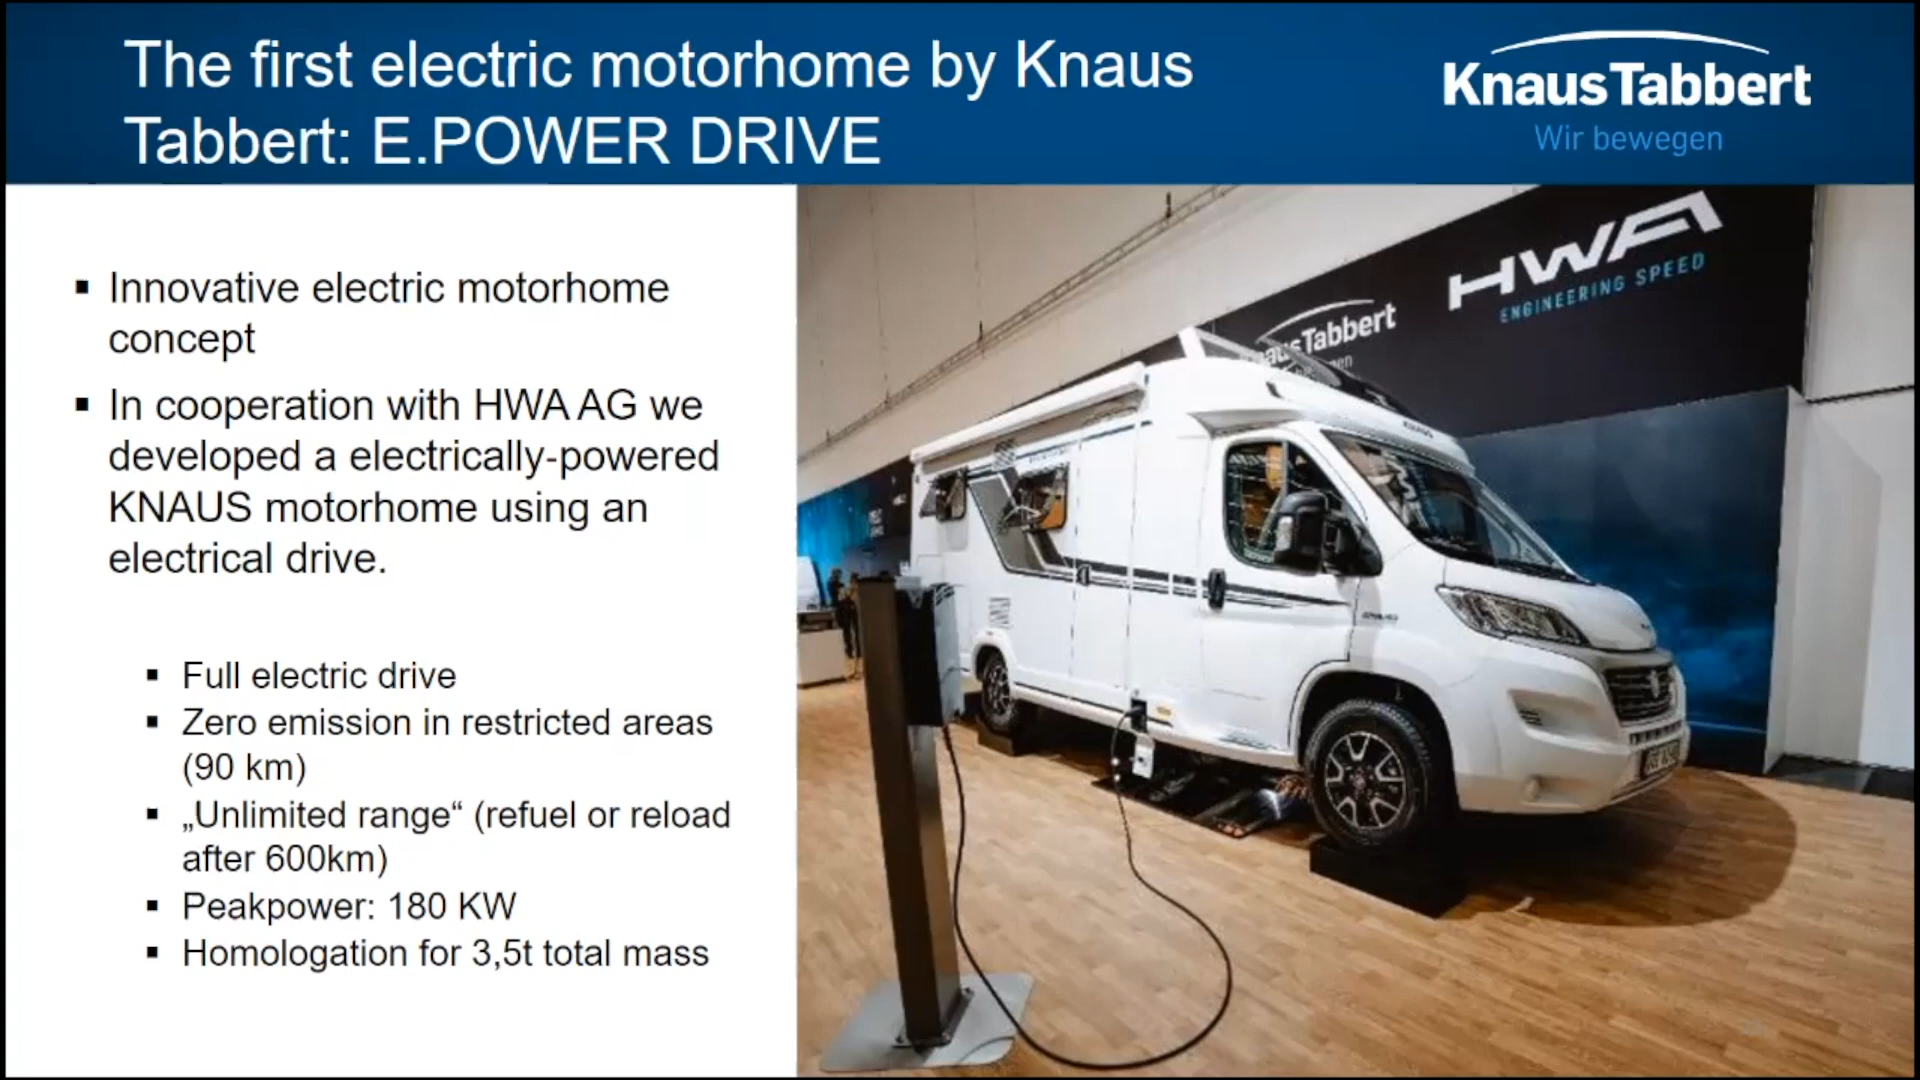 The first electric motorhome by Knaus
Tabbert: E.POWER DRIVE
KnausTabbert
Wir bewegen
▪ Innovative electric motorhome
concept
▪ In cooperation with HWA AG we
developed a electrically-powered
KNAUS motorhome using an
electrical drive.
▪ Full electric drive
▪ Zero emission in restricted areas
(90 km)
▪ „Unlimited range“ (refuel or reload
after 600km)
▪ Peakpower: 180 KW
▪ Homologation for 3,5t total mass
HWA
ENGINEERING SPEED
KnausTabbert